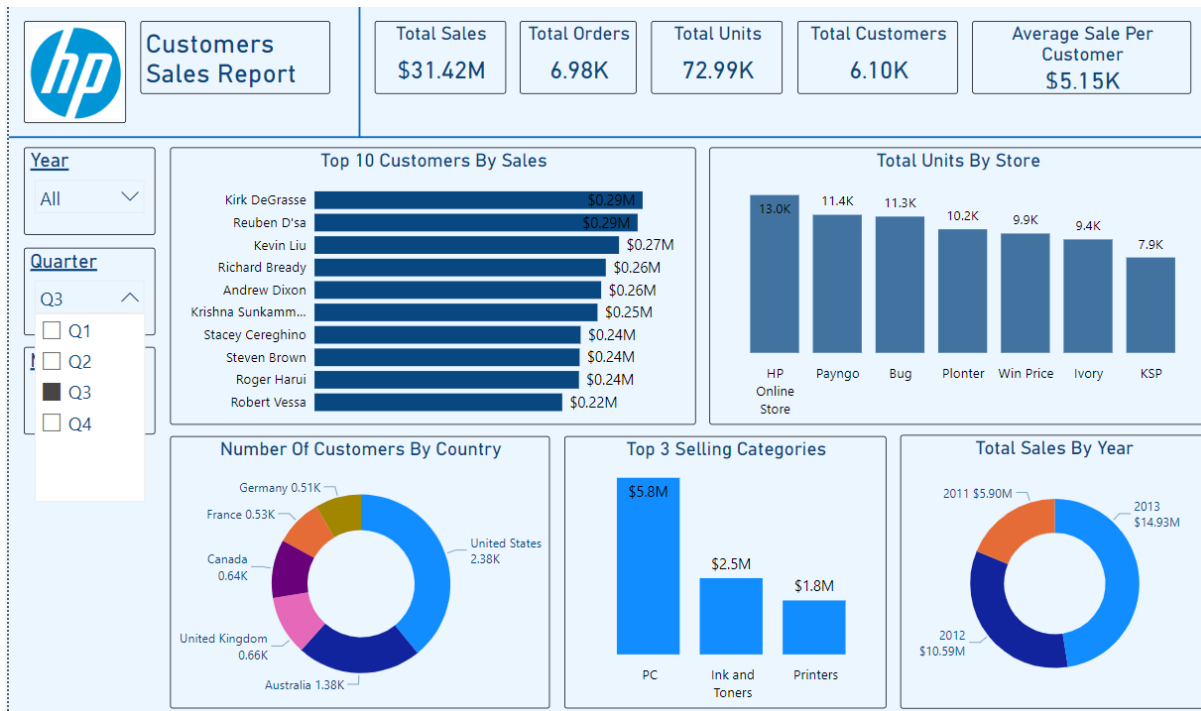 hp
Customers
Sales Report
Total Sales
$31.42M
Total Orders
6.98K
Total Units
72.99K
Total Customers
6.10K
Average Sale Per
Customer
$5.15K
Year
All
Quarter
Q3
Q1
Q2
Q3
Q4
Top 10 Customers By Sales
Kirk DeGrasse $0.29M
Reuben D'sa $0.29M
Kevin Liu $0.27M
Richard Bready $0.26M
Andrew Dixon $0.26M
Krishna Sunkamm... $0.25M
Stacey Cereghino $0.24M
Steven Brown $0.24M
Roger Harui $0.24M
Robert Vessa $0.22M
Total Units By Store
13.0K 11.4K 11.3K 10.2K 9.9K 9.4K 7.9K
HP Payngo Bug Plonter Win Price Ivory KSP
Online
Store
Number Of Customers By Country
Germany 0.51K
France 0.53K
United States
2.38K
Canada
0.64K
United Kingdom
0.66K
Australia 1.38K
Top 3 Selling Categories
$5.8M
$2.5M
$1.8M
PC Ink and Printers
Toners
Total Sales By Year
2011 $5.90M
2013
$14.93M
2012
$10.59M